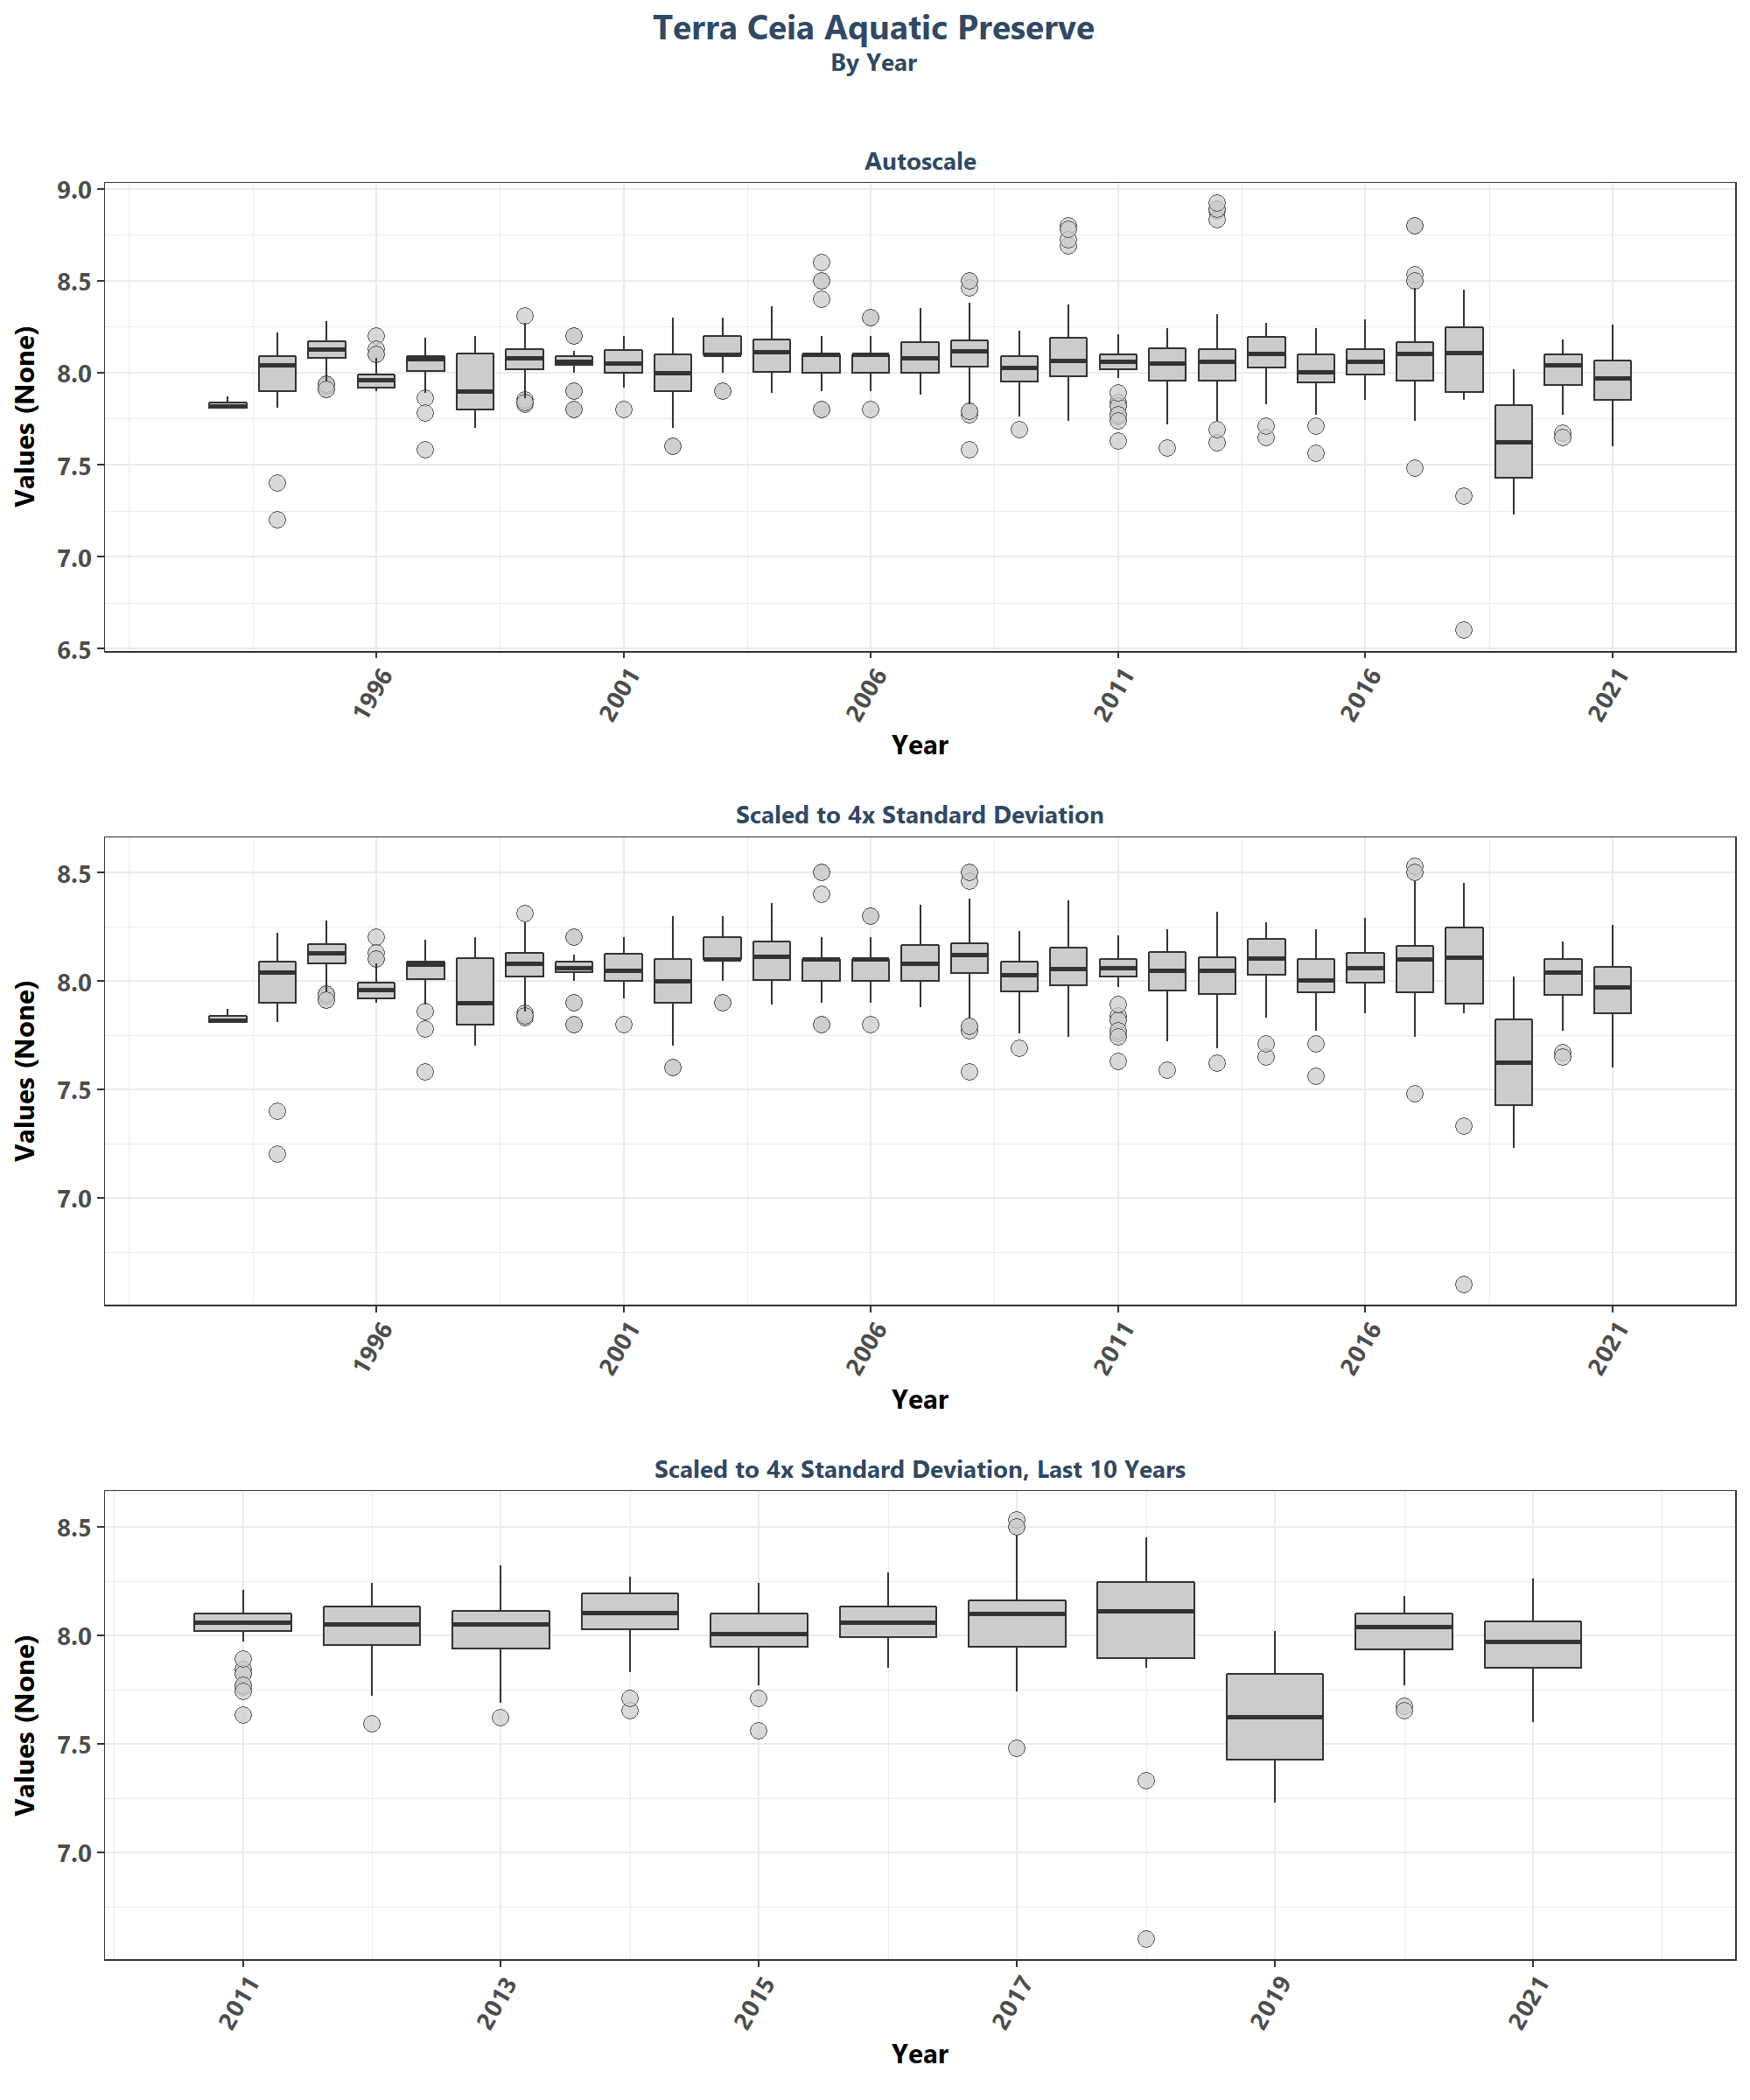 Terra Ceia Aquatic Preserve
By Year
Autoscale
Values (None)
9.0
8.5
8.0
7.5
7.0
6.5
1996 2001 2006 2011 2016 2021
Year
Scaled to 4x Standard Deviation
Values (None)
8.5
8.0
7.5
7.0
1996 2001 2006 2011 2016 2021
Year
Scaled to 4x Standard Deviation, Last 10 Years
Values (None)
8.5
8.0
7.5
7.0
2011 2013 2015 2017 2019 2021
Year